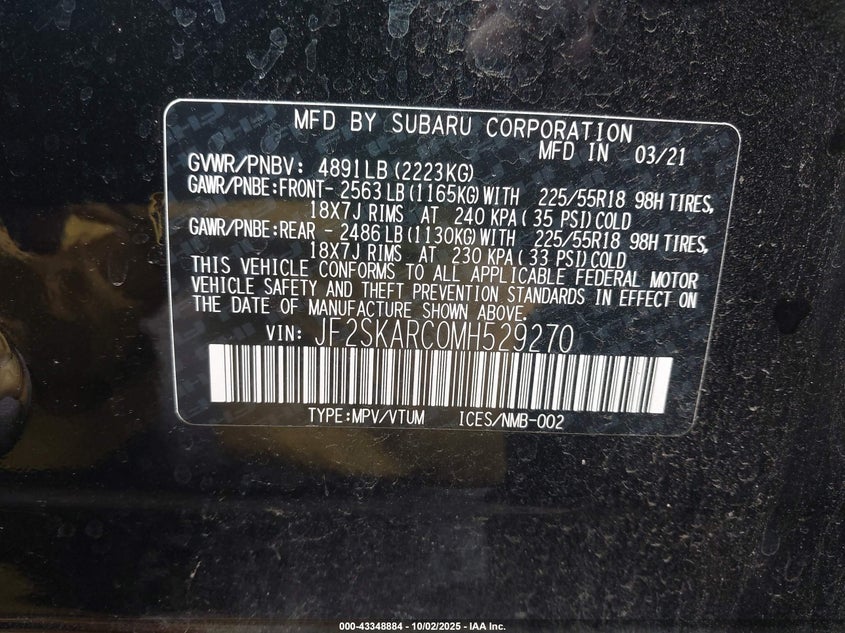 MFD BY SUBARU CORPORATION
MFD IN 03/21
GVWR/PNBV: 4891LB (2223KG)
GAWR/PNBE:FRONT- 2563 LB (1165KG) WITH 225/55R18 98H TIRES,
18X7J RIMS AT 240 KPA ( 35 PSI) COLD
GAWR/PNBE:REAR - 2486 LB (1130KG) WITH 225/55R18 98H TIRES,
18X7J RIMS AT 230 KPA ( 33 PSI) COLD
THIS VEHICLE CONFORMS TO ALL APPLICABLE FEDERAL MOTOR
VEHICLE SAFETY AND THEFT PREVENTION STANDARDS IN EFFECT ON
THE DATE OF MANUFACTURE SHOWN ABOVE.
VIN: JF2SKARC0MH529270
TYPE:MPV/VTUM ICES/NMB-002
000-43348884 - 10/02/2025 - IAA Inc.